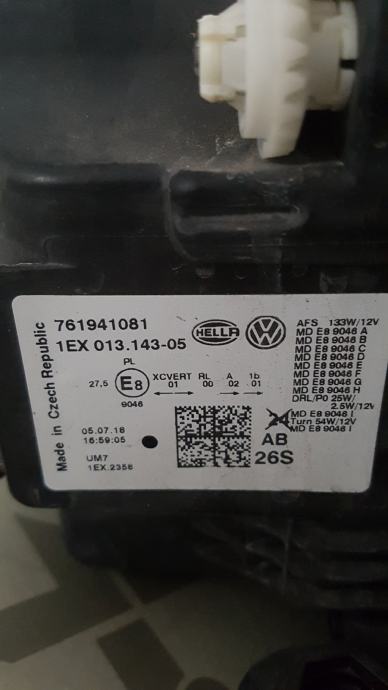 761941081
1EX 013.143-05
HELLA
VW
Made in Czech Republic
PL
27,5 E8 XCVERT RL A 1b
01 00 02 01
9046
05.07.18
16:59:05
UM7
1EX.2358
AB
26S
AFS 133W/12V
MD E8 9046 A
MD E8 9046 B
MD E8 9046 C
MD E8 9046 D
MD E8 9046 E
MD E8 9046 F
MD E8 9046 G
MD E8 9046 H
DRL/P0 25W/
2.5W/12V
MD E8 9046 I
Turn 54W/12V
MD E8 9046 I